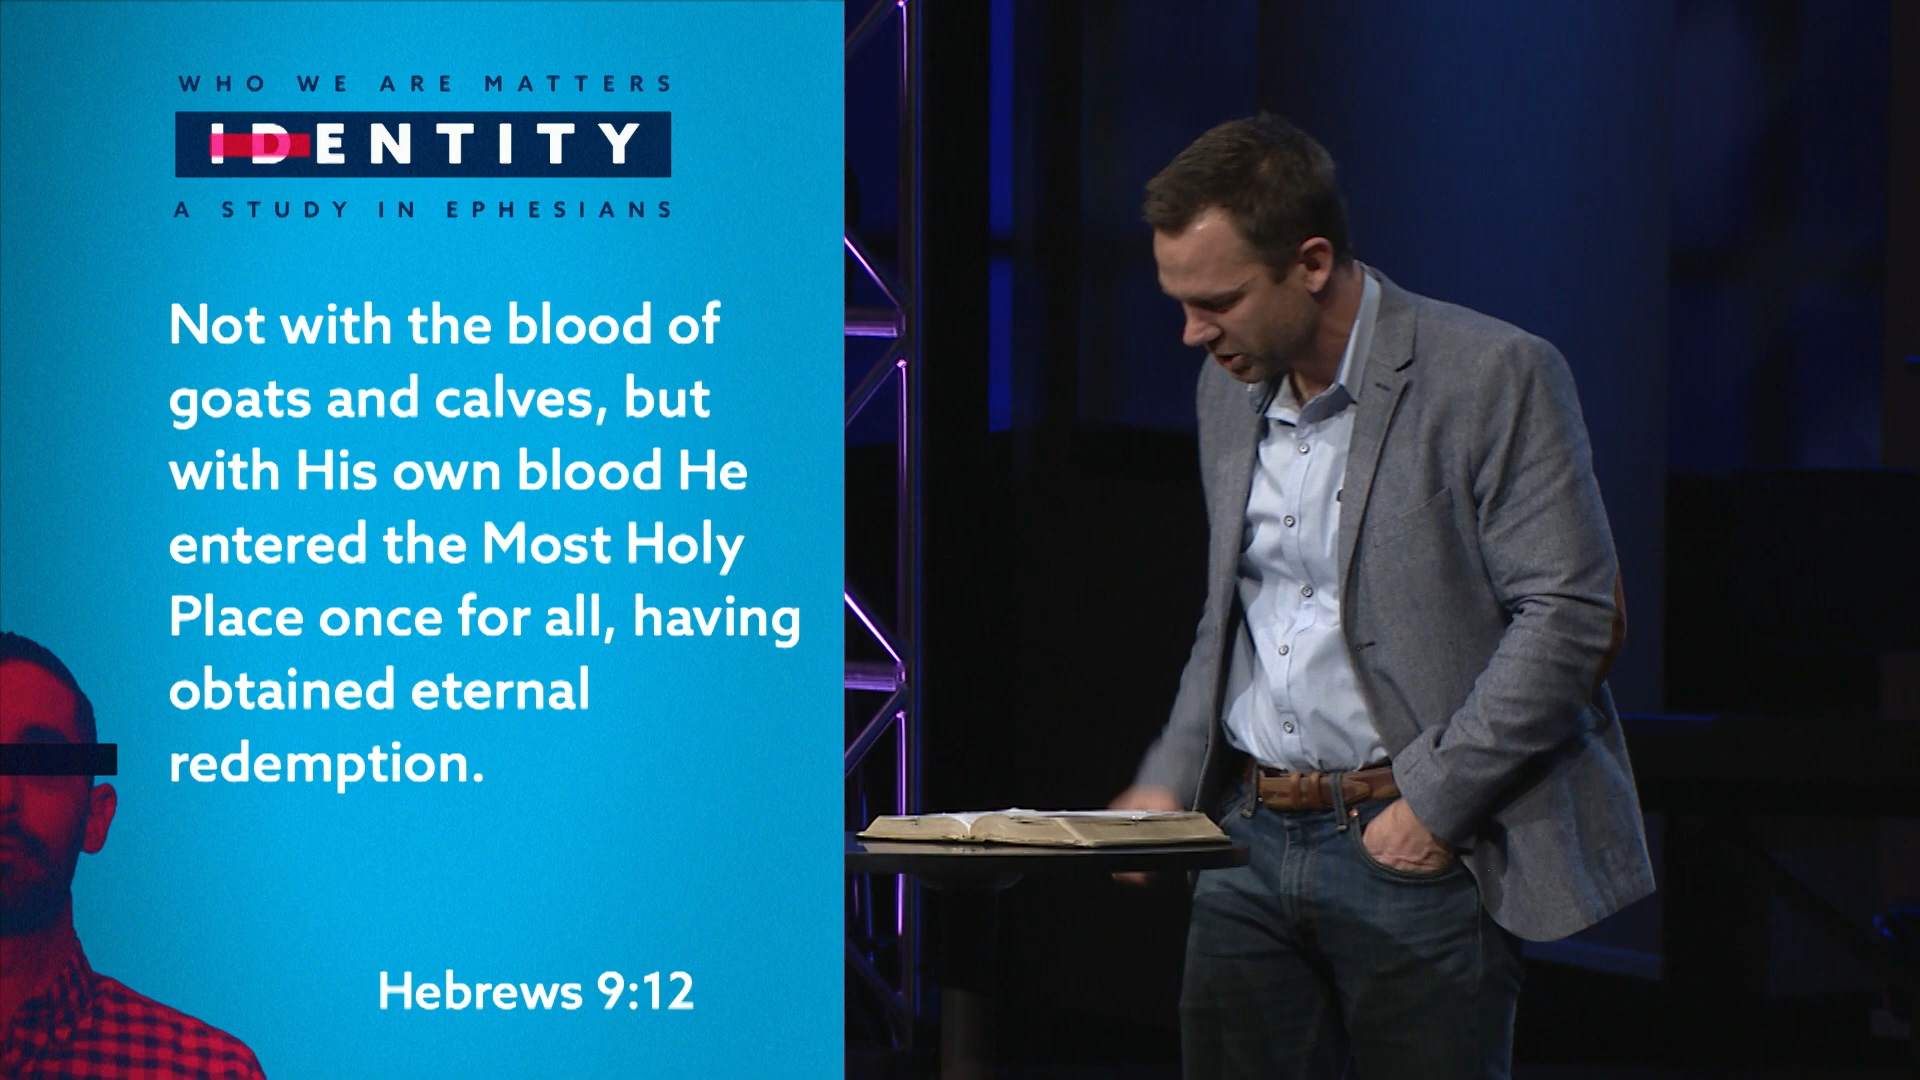 WHO WE ARE MATTERS
IDENTITY
A STUDY IN EPHESIANS
Not with the blood of
goats and calves, but
with His own blood He
entered the Most Holy
Place once for all, having
obtained eternal
redemption.
Hebrews 9:12